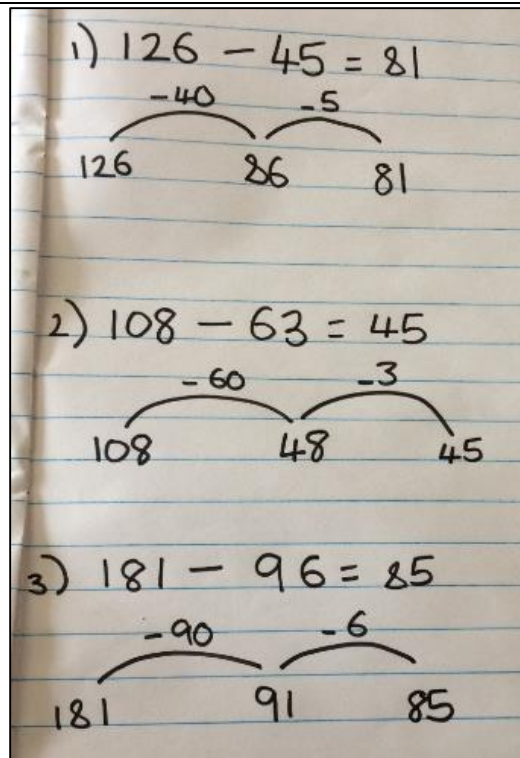 1) 126 - 45 = 81
-40 -5
126 86 81
2) 108 - 63 = 45
-60 -3
108 48 45
3) 181 - 96 = 85
-90 -6
181 91 85